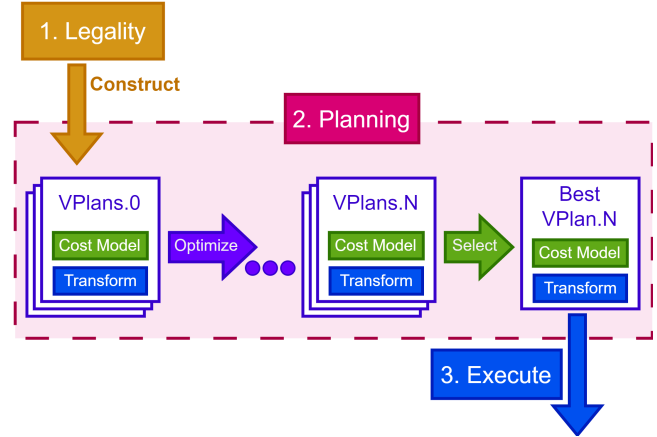 1. Legality
Construct
2. Planning
VPlans.0
Cost Model
Transform
Optimize
VPlans.N
Cost Model
Transform
Select
Best
VPlan.N
Cost Model
Transform
3. Execute